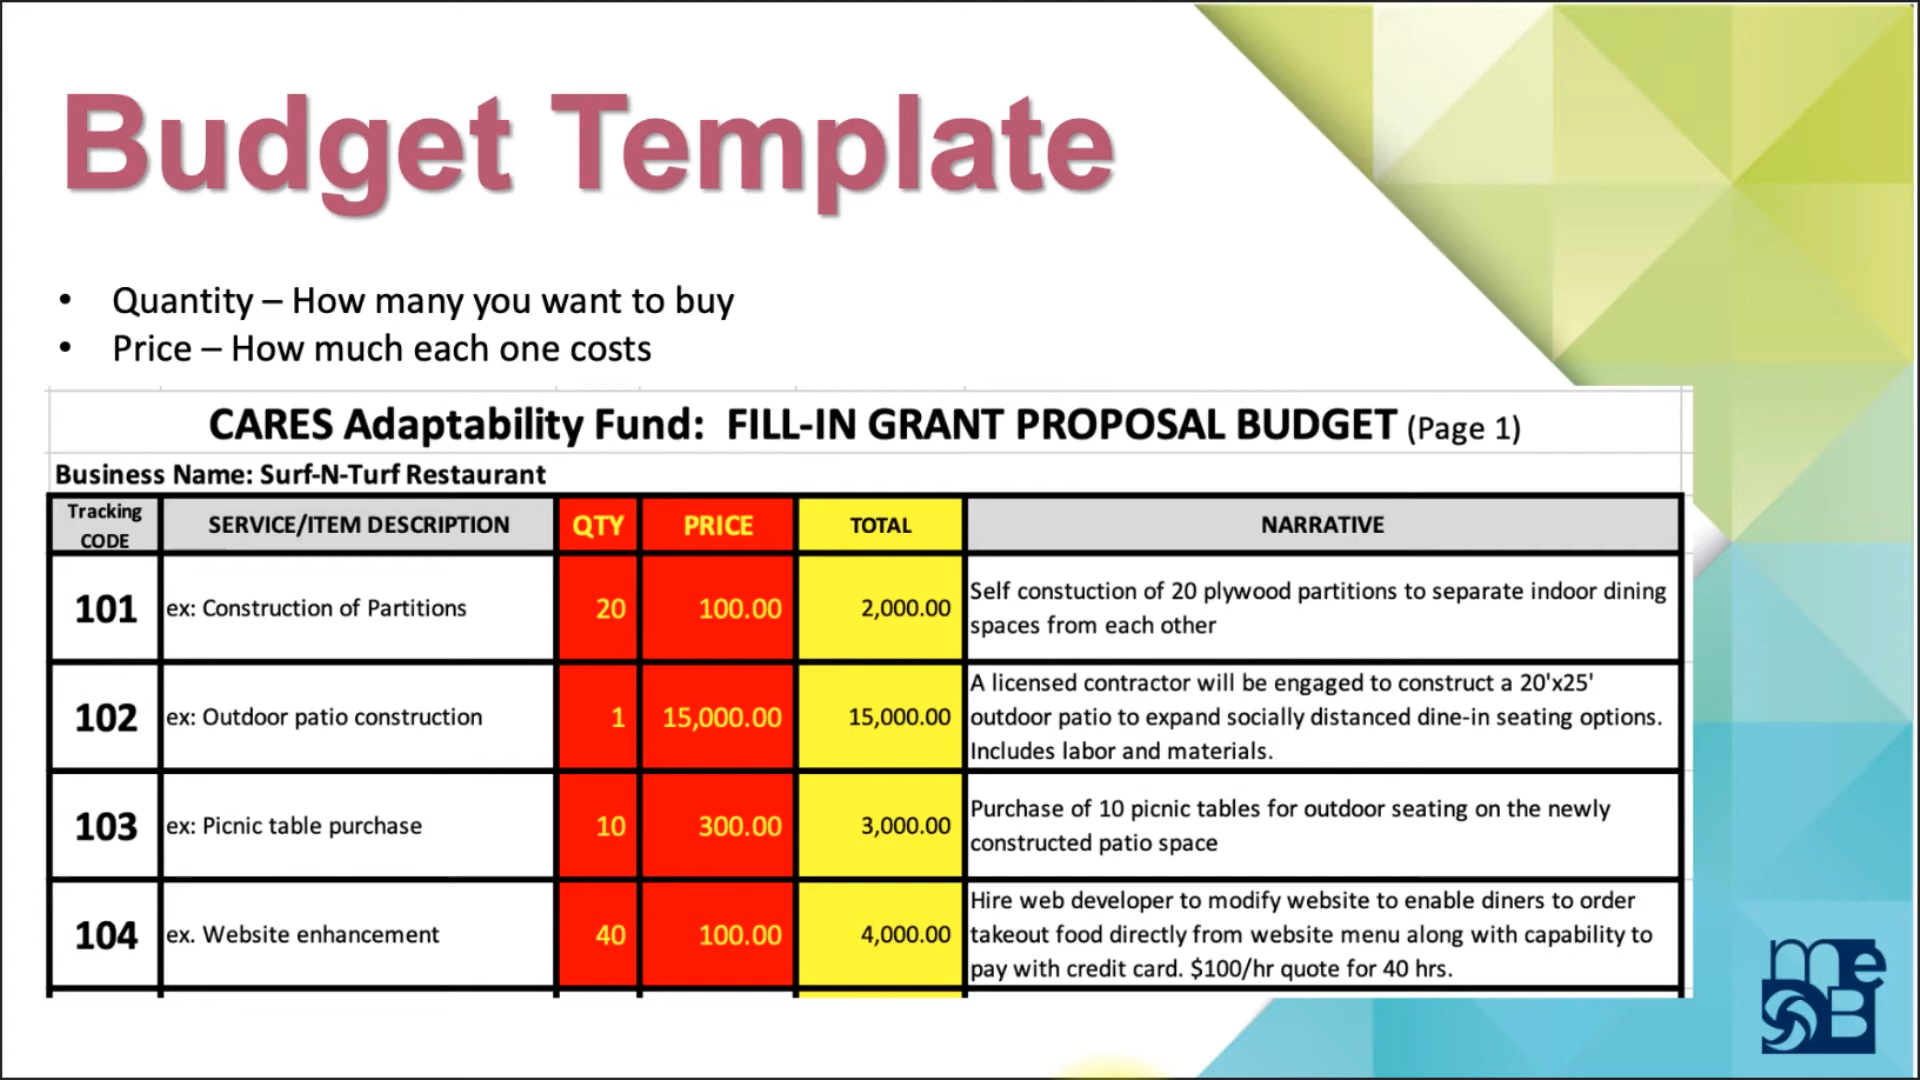 Budget Template
• Quantity – How many you want to buy
• Price – How much each one costs
CARES Adaptability Fund: FILL-IN GRANT PROPOSAL BUDGET (Page 1)
Business Name: Surf-N-Turf Restaurant
Tracking CODE SERVICE/ITEM DESCRIPTION QTY PRICE TOTAL NARRATIVE
101 ex: Construction of Partitions 20 100.00 2,000.00 Self constuction of 20 plywood partitions to separate indoor dining
spaces from each other
102 ex: Outdoor patio construction 1 15,000.00 15,000.00 A licensed contractor will be engaged to construct a 20'x25'
outdoor patio to expand socially distanced dine-in seating options.
Includes labor and materials.
103 ex: Picnic table purchase 10 300.00 3,000.00 Purchase of 10 picnic tables for outdoor seating on the newly
constructed patio space
104 ex. Website enhancement 40 100.00 4,000.00 Hire web developer to modify website to enable diners to order
takeout food directly from website menu along with capability to
pay with credit card. $100/hr quote for 40 hrs.
me
B